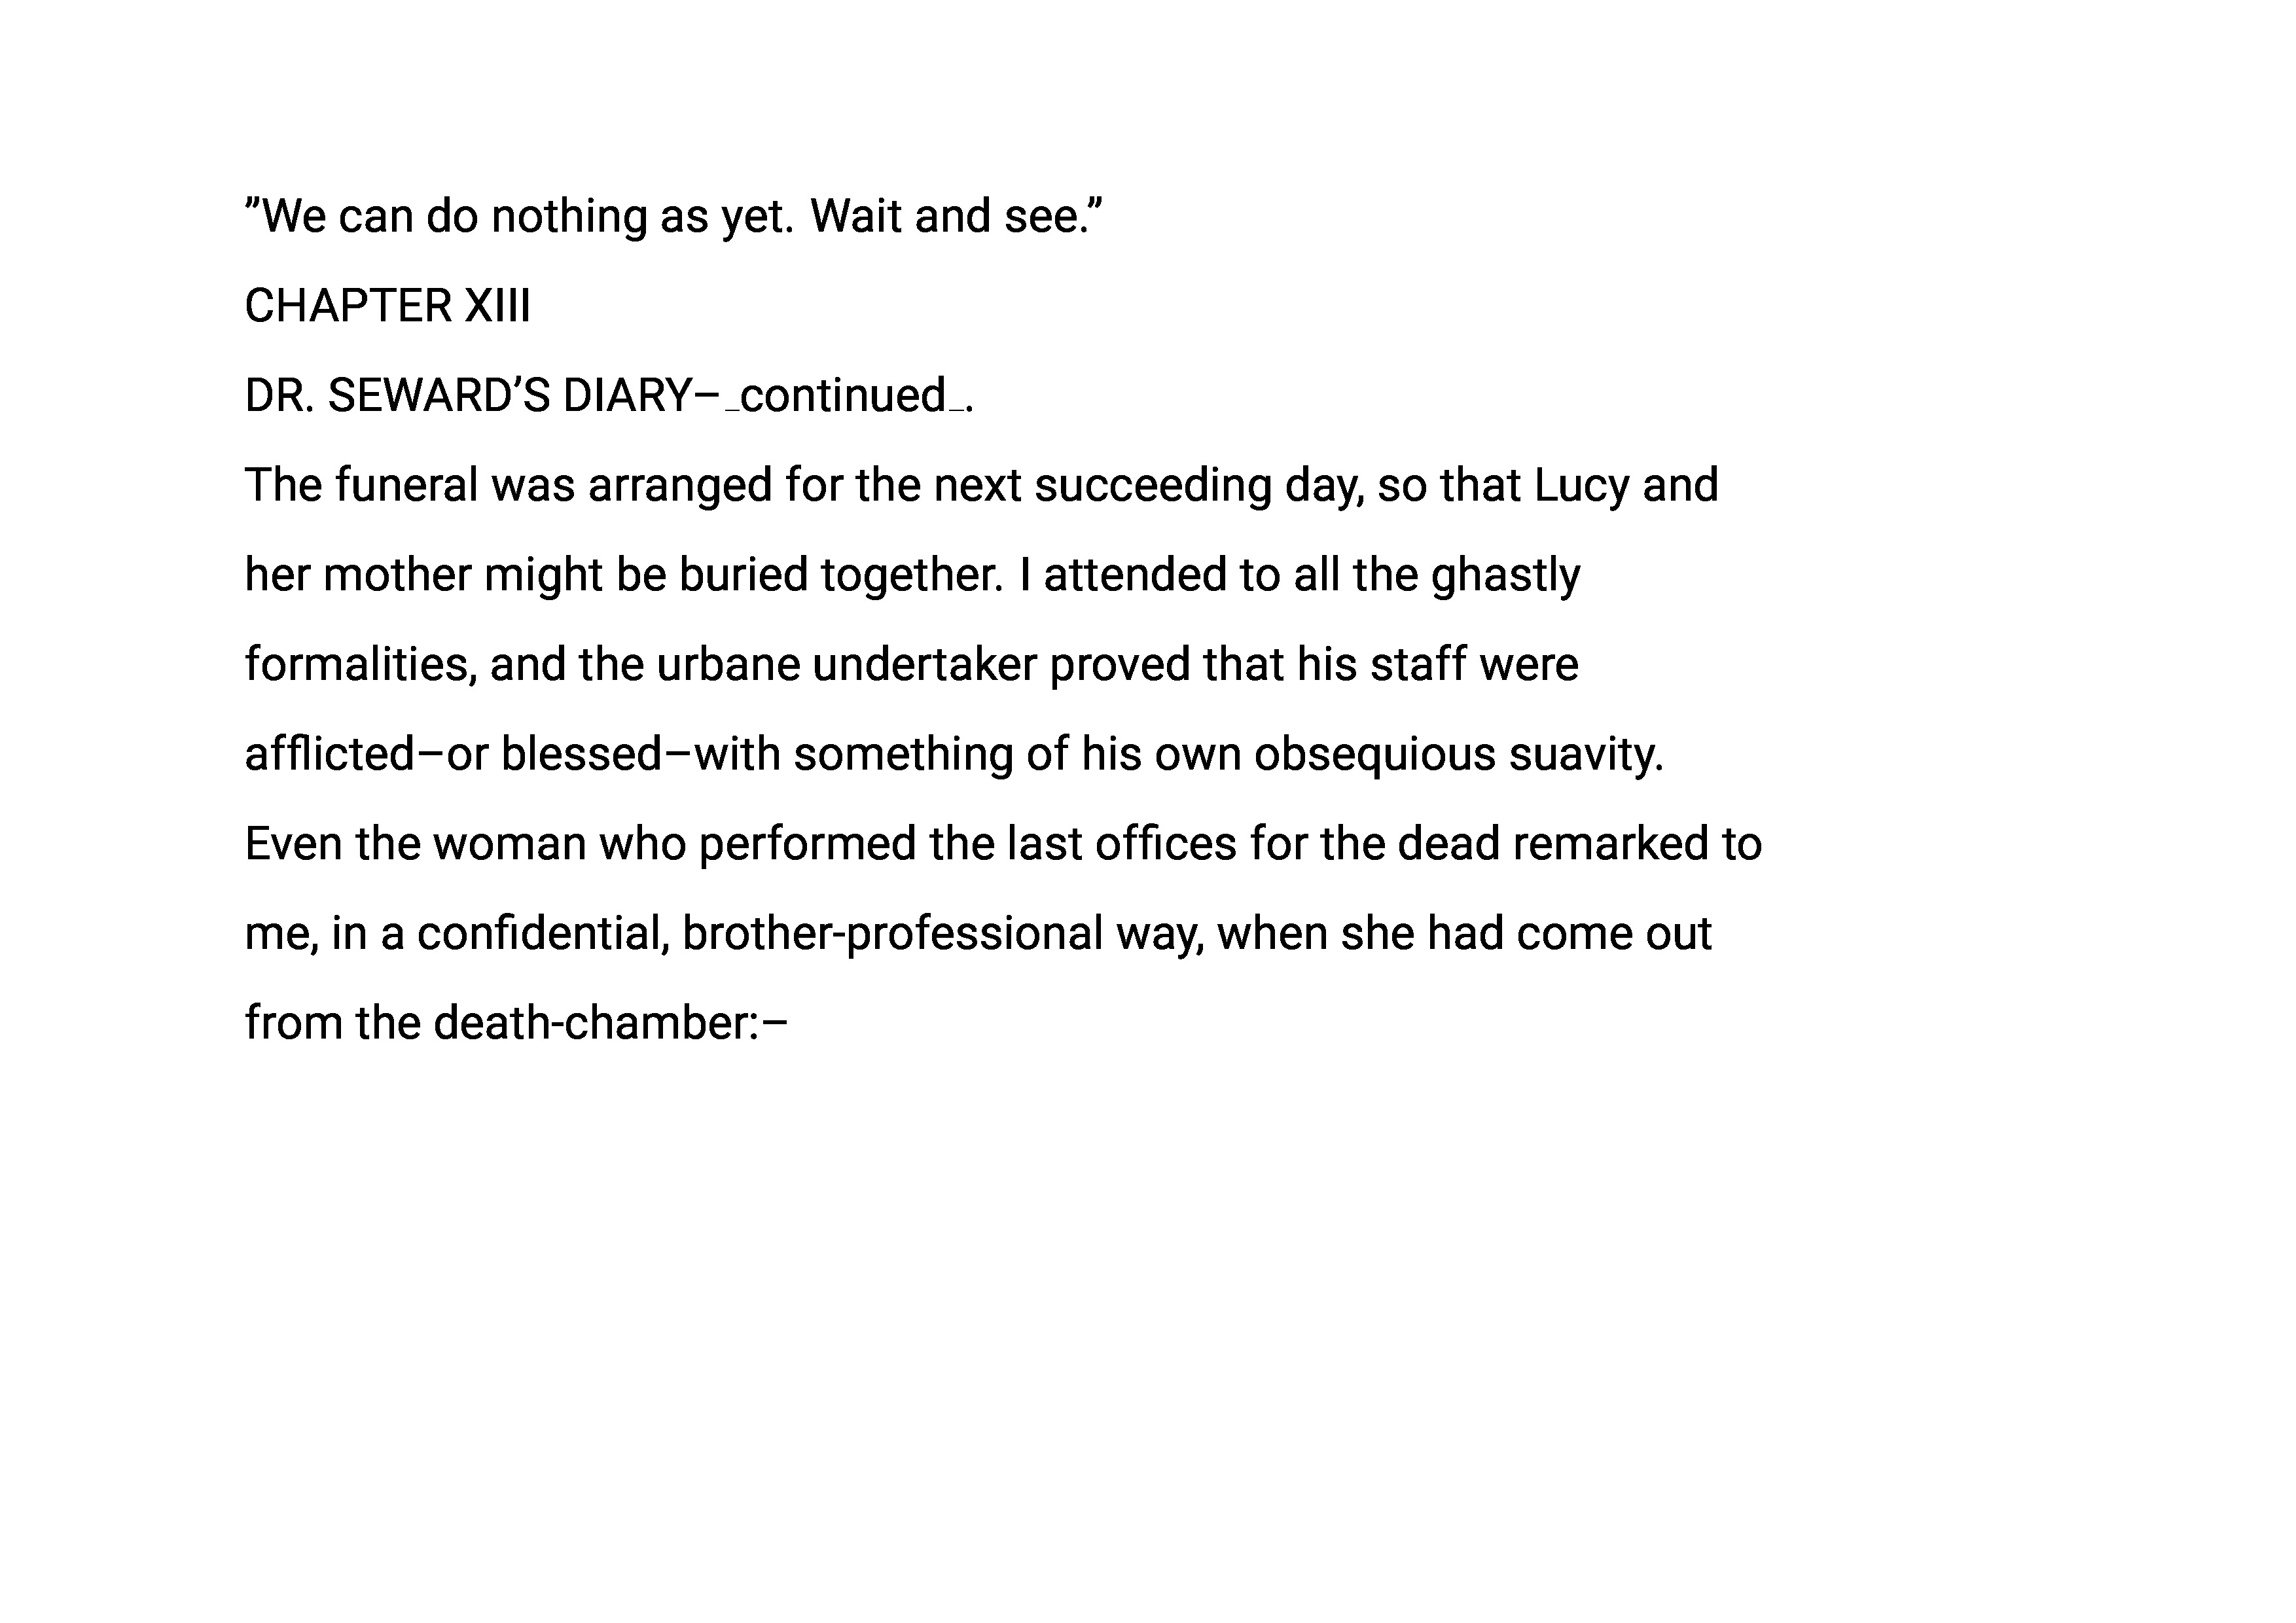 ”We can do nothing as yet. Wait and see.”
CHAPTER XIII
DR. SEWARD’S DIARY–_continued_.
The funeral was arranged for the next succeeding day, so that Lucy and
her mother might be buried together. I attended to all the ghastly
formalities, and the urbane undertaker proved that his staff were
afflicted–or blessed–with something of his own obsequious suavity.
Even the woman who performed the last offices for the dead remarked to
me, in a confidential, brother-professional way, when she had come out
from the death-chamber:–